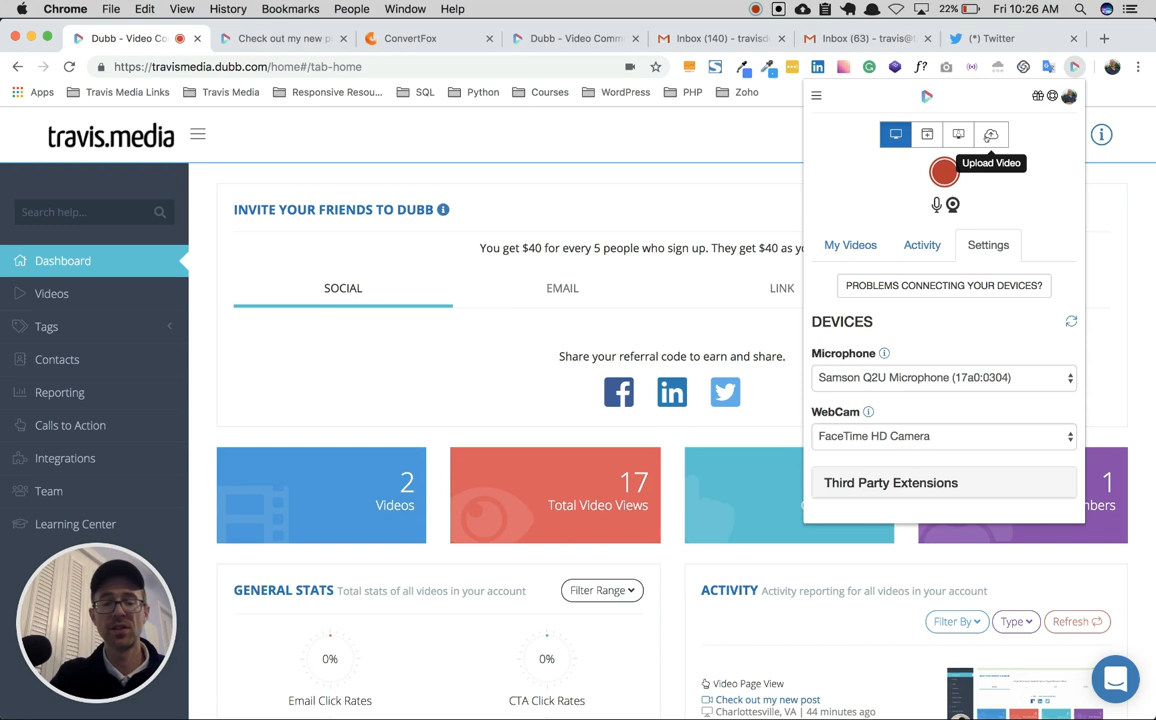 Chrome File Edit View History Bookmarks People Window Help 22% Fri 10:26 AM
Dubb - Video Co Check out my new p ConvertFox Dubb - Video Comm Inbox (140) - travisd Inbox (63) - travis@t (*) Twitter
https://travismedia.dubb.com/home#/tab-home
Apps Travis Media Links Travis Media Responsive Resou... SQL Python Courses WordPress PHP Zoho
travis.media
Upload Video
Search help...
Dashboard
Videos
Tags
Contacts
Reporting
Calls to Action
Integrations
Team
Learning Center
INVITE YOUR FRIENDS TO DUBB
You get $40 for every 5 people who sign up. They get $40 as yo
SOCIAL EMAIL LINK
Share your referral code to earn and share.
My Videos Activity Settings
PROBLEMS CONNECTING YOUR DEVICES?
DEVICES
Microphone
Samson Q2U Microphone (17a0:0304)
WebCam
FaceTime HD Camera
Third Party Extensions
2
Videos
17
Total Video Views
1
mbers
GENERAL STATS Total stats of all videos in your account Filter Range
0%
Email Click Rates
0%
CTA Click Rates
ACTIVITY Activity reporting for all videos in your account
Filter By Type Refresh
Video Page View
Check out my new post
Charlottesville, VA | 44 minutes ago